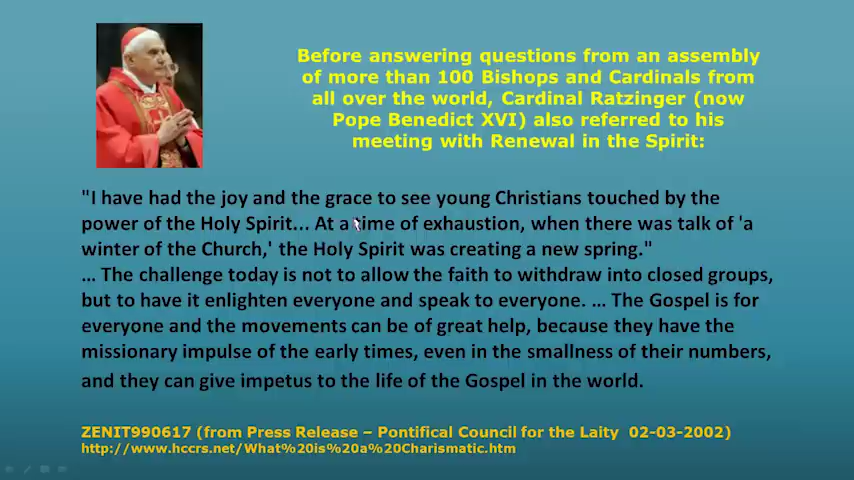 Before answering questions from an assembly
of more than 100 Bishops and Cardinals from
all over the world, Cardinal Ratzinger (now
Pope Benedict XVI) also referred to his
meeting with Renewal in the Spirit:
"I have had the joy and the grace to see young Christians touched by the
power of the Holy Spirit... At a time of exhaustion, when there was talk of 'a
winter of the Church,' the Holy Spirit was creating a new spring."
... The challenge today is not to allow the faith to withdraw into closed groups,
but to have it enlighten everyone and speak to everyone. ... The Gospel is for
everyone and the movements can be of great help, because they have the
missionary impulse of the early times, even in the smallness of their numbers,
and they can give impetus to the life of the Gospel in the world.
ZENIT990617 (from Press Release – Pontifical Council for the Laity 02-03-2002)
http://www.hccrs.net/What%20is%20a%20Charismatic.htm